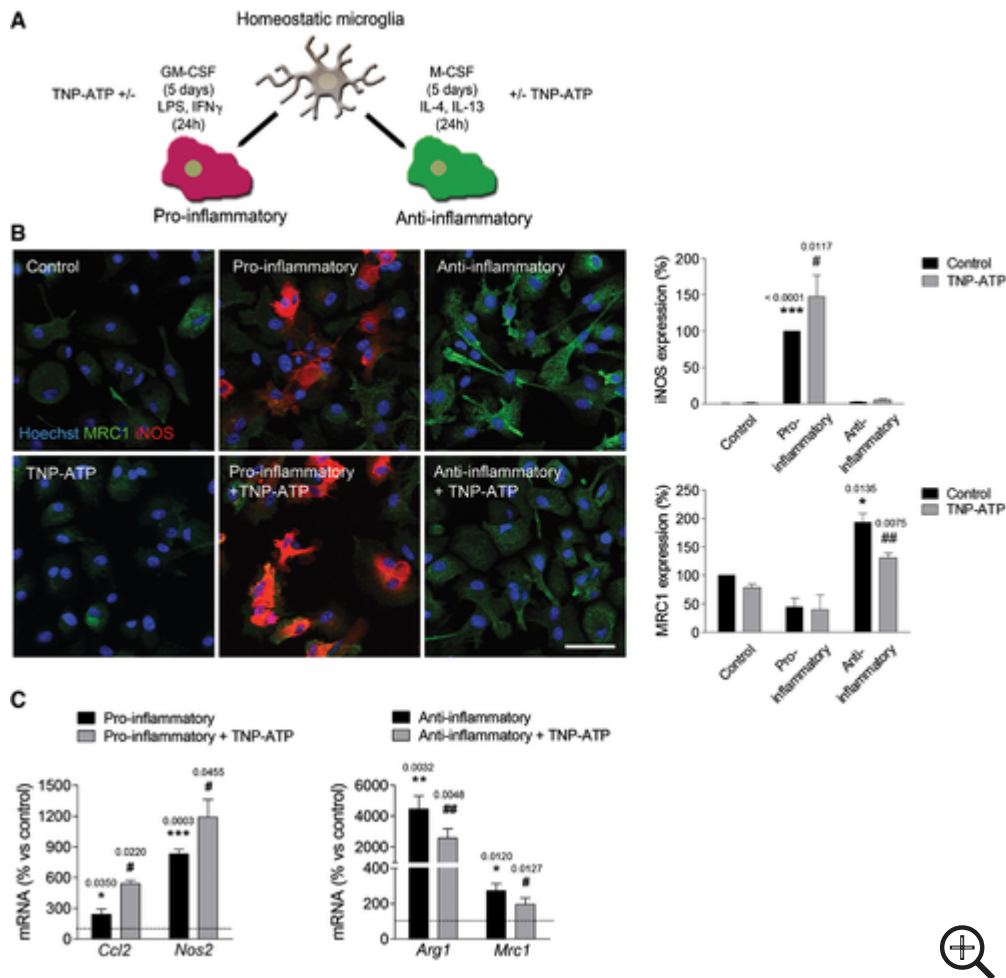 A
Homeostatic microglia
TNP-ATP +/-
GM-CSF
(5 days)
LPS, IFNγ
(24h)
M-CSF
(5 days)
IL-4, IL-13
(24h)
+/- TNP-ATP
Pro-inflammatory
Anti-inflammatory
B
Control
Pro-inflammatory
Anti-inflammatory
Hoechst MRC1 iNOS
TNP-ATP
Pro-inflammatory
+TNP-ATP
Anti-inflammatory
+ TNP-ATP
iNOS expression (%)
200
150
100
50
0
< 0.0001
***
0.0117
#
Control
TNP-ATP
Control
Pro-
inflammatory
Anti-
inflammatory
MRC1 expression (%)
250
200
150
100
50
0
0.0135
*
0.0075
##
Control
TNP-ATP
Control
Pro-
inflammatory
Anti-
inflammatory
C
Pro-inflammatory
Pro-inflammatory + TNP-ATP
mRNA (% vs control)
1500
1200
900
600
300
0
0.0350
*
0.0220
#
0.0003
***
0.0455
#
Ccl2
Nos2
Anti-inflammatory
Anti-inflammatory + TNP-ATP
mRNA (% vs control)
6000
4000
2000
400
200
0
0.0032
**
0.0048
##
0.0120
*
0.0127
#
Arg1
Mrc1